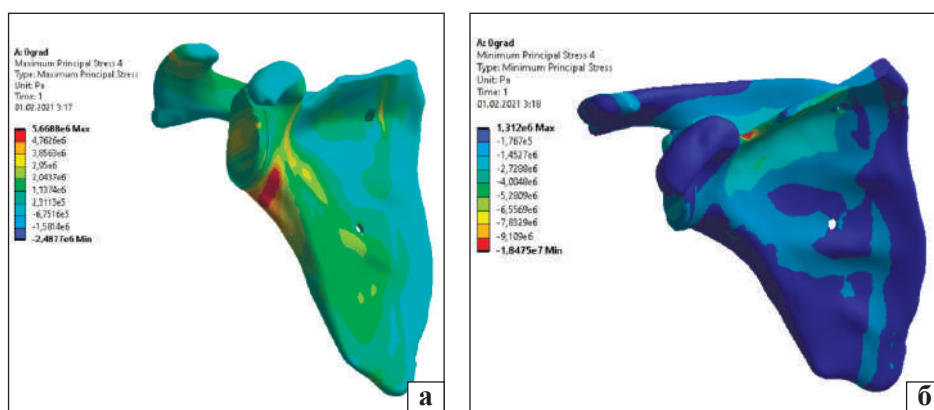 A: 0grad
Maximum Principal Stress 4
Type: Maximum Principal Stress
Unit: Pa
Time: 1
01.02.2021 3:17
5,6688e6 Max
4,7626e6
3,8563e6
2,95e6
2,0437e6
1,1374e6
2,3113e5
-6,7516e5
-1,5814e6
-2,4877e6 Min
а
A: 0grad
Minimum Principal Stress 4
Type: Minimum Principal Stress
Unit: Pa
Time: 1
01.02.2021 3:18
1,312e6 Max
-1,767e5
-1,4527e6
-2,7288e6
-4,0048e6
-5,2809e6
-6,5569e6
-7,8329e6
-9,109e6
-1,8475e7 Min
б